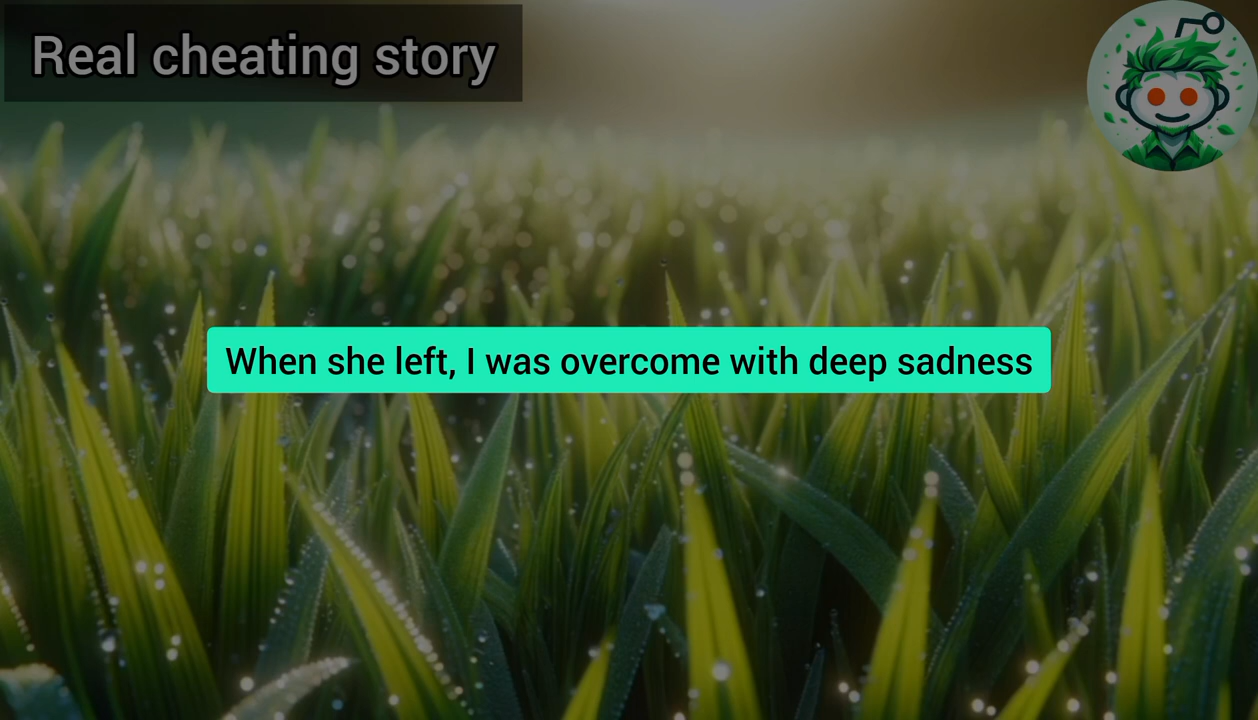 Real cheating story
When she left, I was overcome with deep sadness